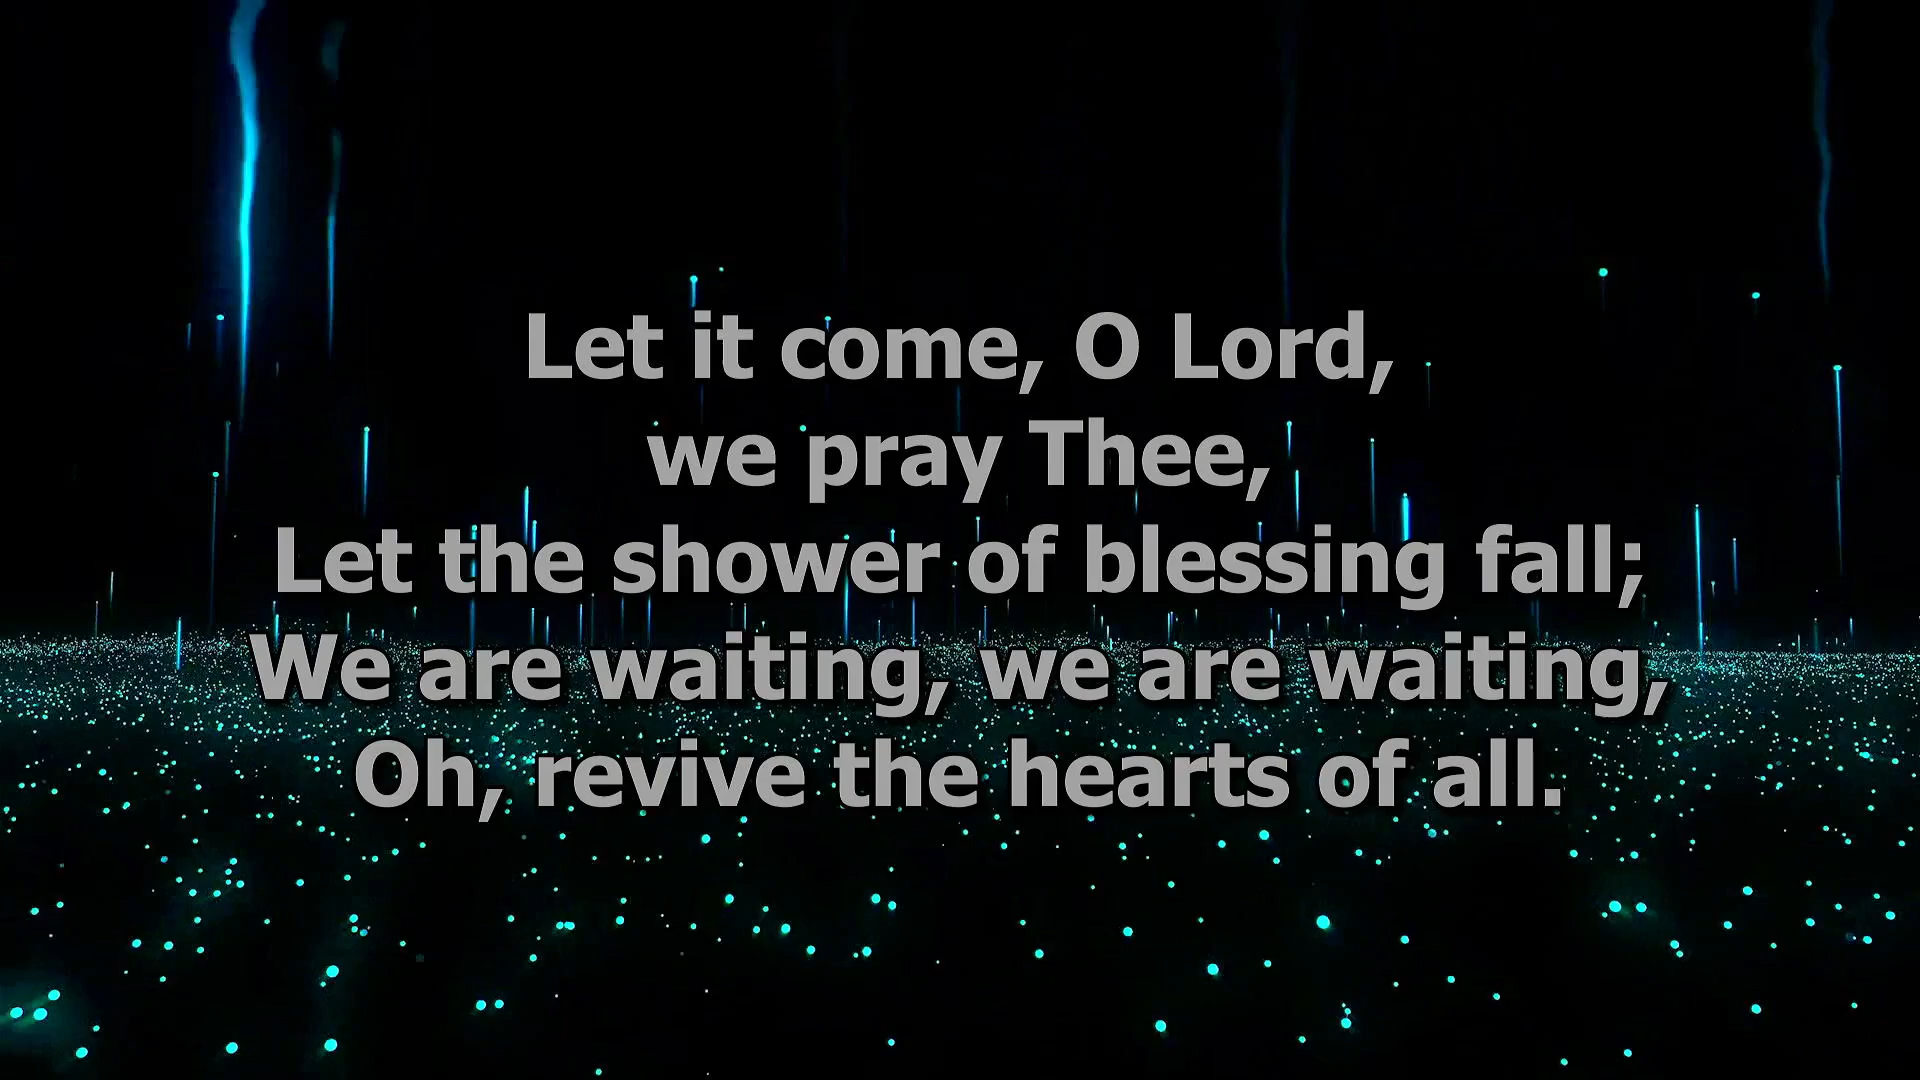 Let it come, O Lord,
we pray Thee,
Let the shower of blessing fall;
We are waiting, we are waiting,
Oh, revive the hearts of all.